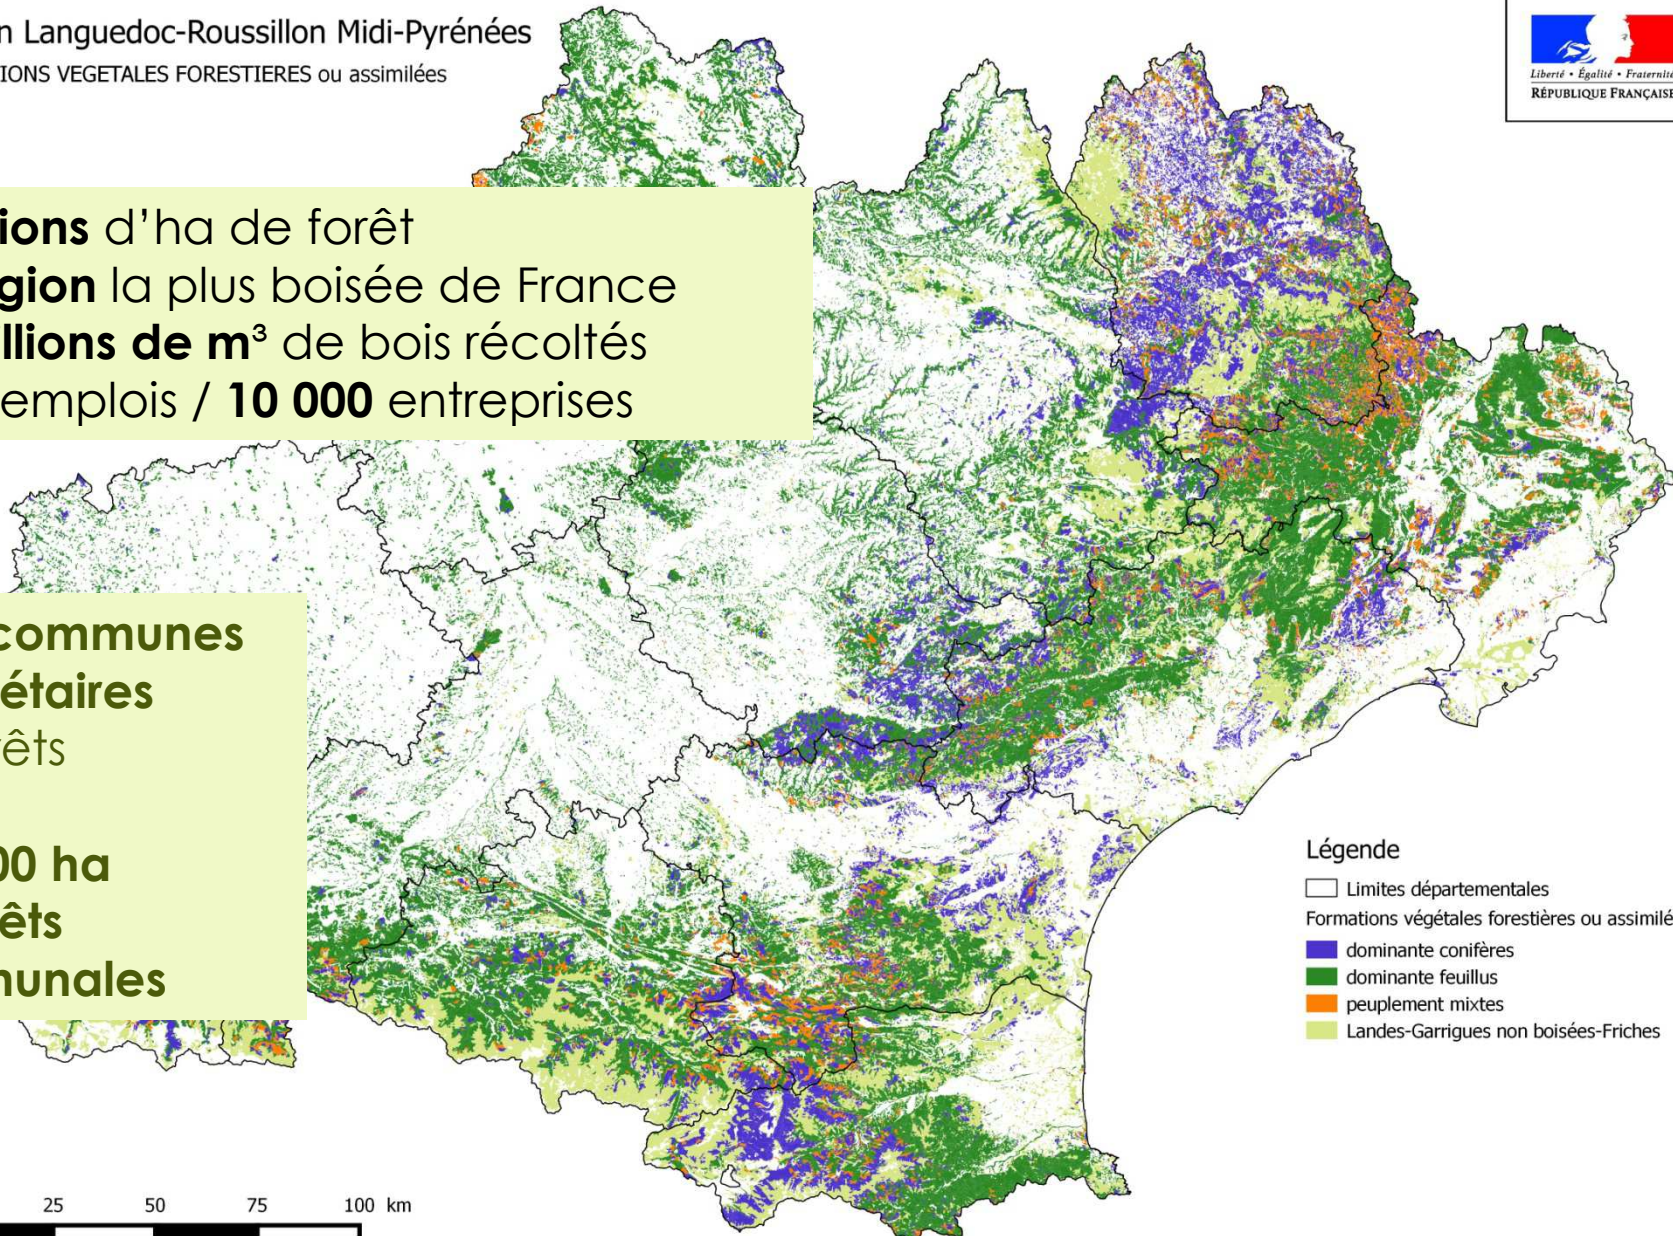 n Languedoc-Roussillon Midi-Pyrénées
TIONS VEGETALES FORESTIERES ou assimilées
Liberté • Égalité • Fraternité
RÉPUBLIQUE FRANÇAISE
ions d’ha de forêt
gion la plus boisée de France
llions de m³ de bois récoltés
emplois / 10 000 entreprises
communes
étaires
rêts
00 ha
êts
munales
Légende
Limites départementales
Formations végétales forestières ou assimilé
dominante conifères
dominante feuillus
peuplement mixtes
Landes-Garrigues non boisées-Friches
25 50 75 100 km